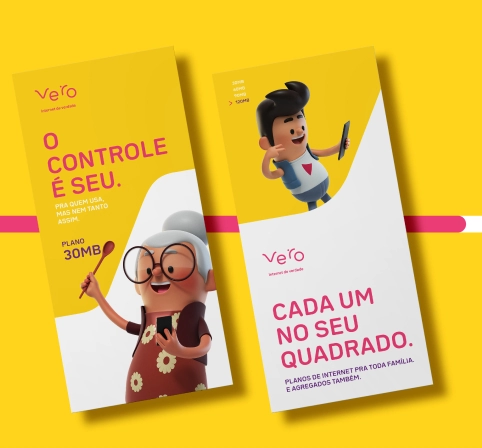 vero
internet de verdade
O
CONTROLE
É SEU.
PRA QUEM USA,
MAS NEM TANTO
ASSIM.
PLANO
30MB
120MB
vero
internet de verdade
CADA UM
NO SEU
QUADRADO.
PLANOS DE INTERNET PRA TODA FAMÍLIA.
E AGREGADOS TAMBÉM.